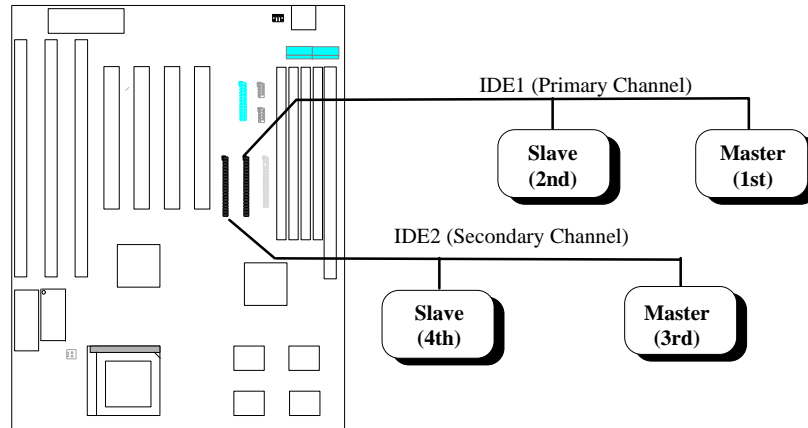 IDE1 (Primary Channel)
Slave
(2nd)
Master
(1st)
IDE2 (Secondary Channel)
Slave
(4th)
Master
(3rd)